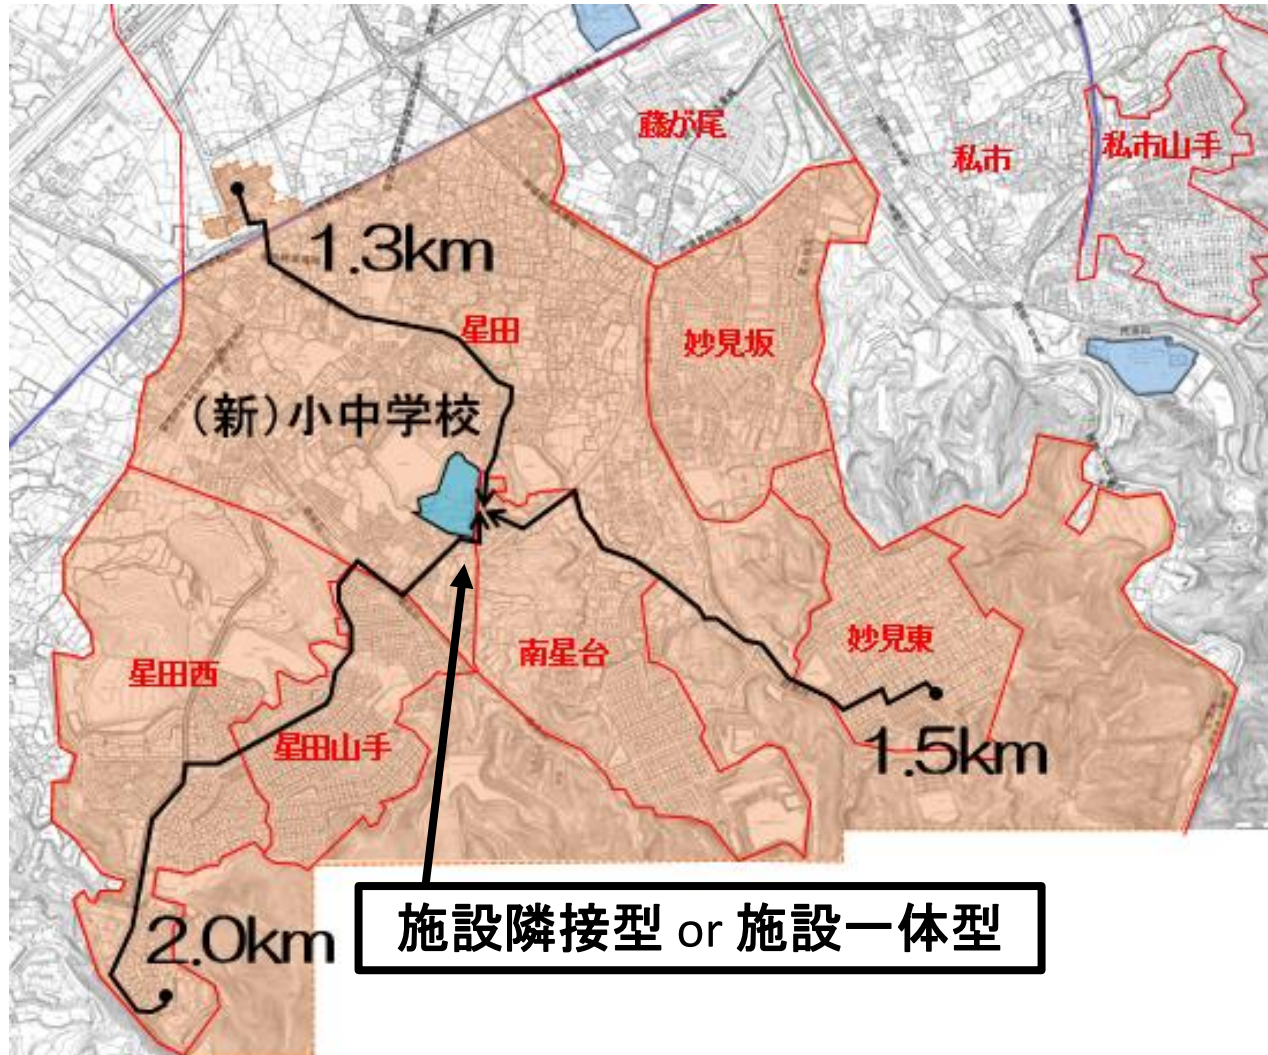 藤が尾
私市
私市山手
1.3km
星田
妙見坂
(新)小中学校
妙見東
南星台
星田西
星田山手
1.5km
2.0km
施設隣接型 or 施設一体型